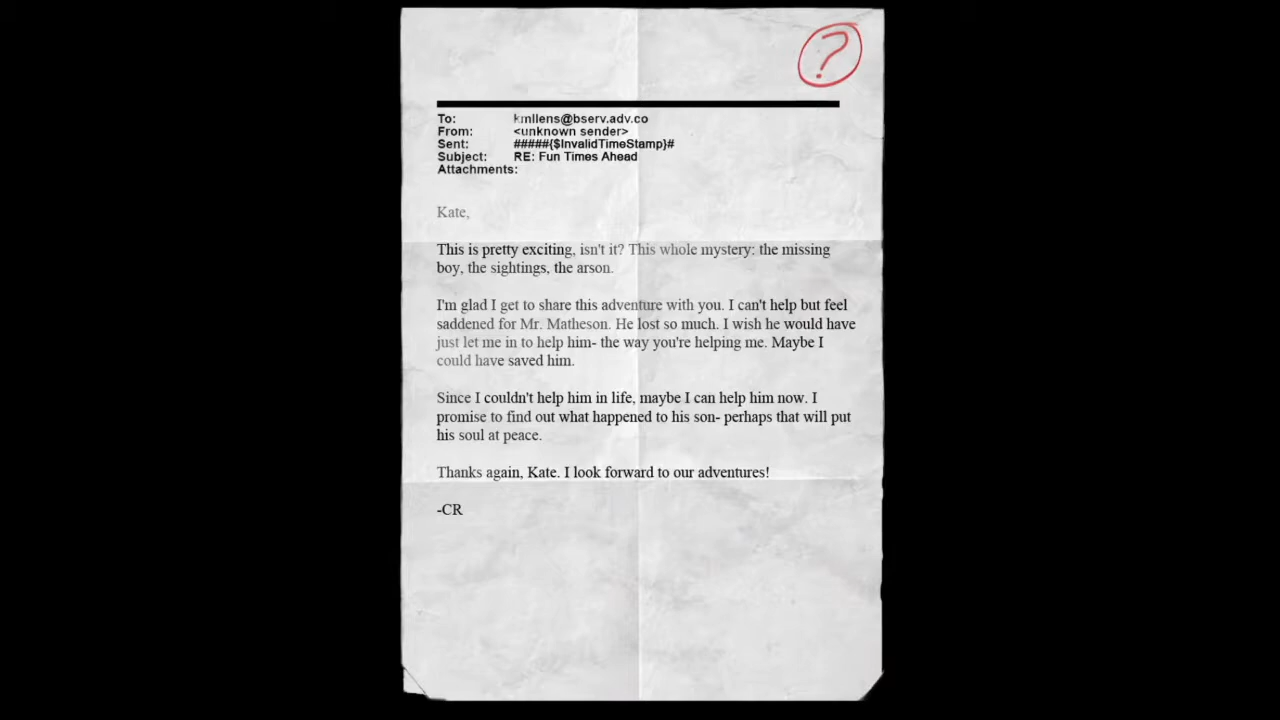 ?
To: kmllens@bserv.adv.co
From: <unknown sender>
Sent: #####{$InvalidTimeStamp}#
Subject: RE: Fun Times Ahead
Attachments:
Kate,
This is pretty exciting, isn't it? This whole mystery: the missing
boy, the sightings, the arson.
I'm glad I get to share this adventure with you. I can't help but feel
saddened for Mr. Matheson. He lost so much. I wish he would have
just let me in to help him- the way you're helping me. Maybe I
could have saved him.
Since I couldn't help him in life, maybe I can help him now. I
promise to find out what happened to his son- perhaps that will put
his soul at peace.
Thanks again, Kate. I look forward to our adventures!
-CR